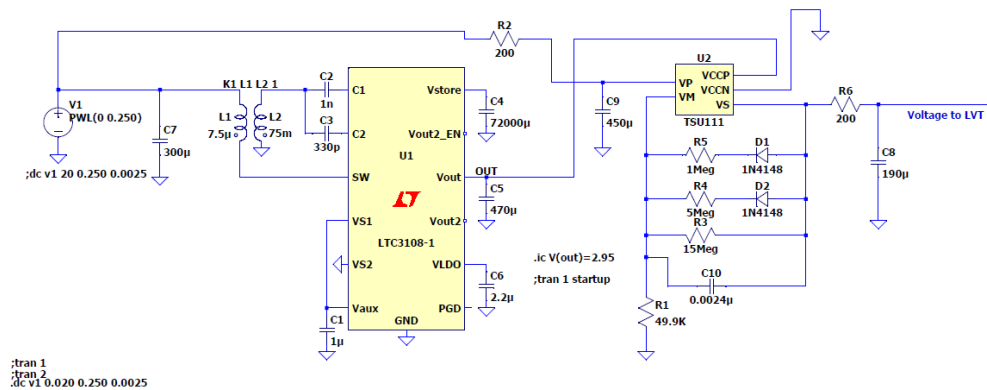 V1
PWL(0 0.250)
;dc v1 20 0.250 0.0025
C7
300µ
K1 L1 L2 1
L1
7.5µ
L2
75m
C2
1n
C3
330p
C1
C2
SW
VS1
VS2
Vaux
GND
U1
LTC3108-1
Vstore
Vout2_EN
Vout
Vout2
VLDO
PGD
C1
1µ
C4
72000µ
OUT
C5
470µ
C6
2.2µ
R2
200
C9
450µ
U2
VP
VM
VCCP
VCCN
VS
TSU111
R5
1Meg
D1
1N4148
R4
5Meg
D2
1N4148
R3
15Meg
C10
0.0024µ
R1
49.9K
.ic V(out)=2.95
;tran 1 startup
R6
200
Voltage to LVT
C8
190µ
;tran 1
;tran 2
.dc v1 0.020 0.250 0.0025